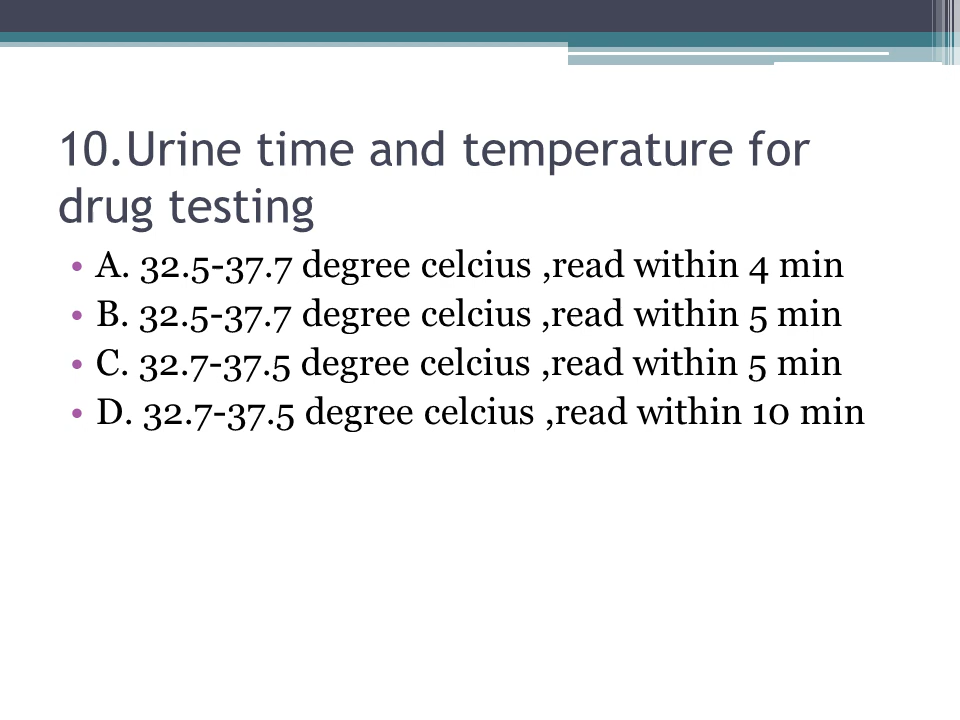 10.Urine time and temperature for
drug testing
• A. 32.5-37.7 degree celcius ,read within 4 min
• B. 32.5-37.7 degree celcius ,read within 5 min
• C. 32.7-37.5 degree celcius ,read within 5 min
• D. 32.7-37.5 degree celcius ,read within 10 min